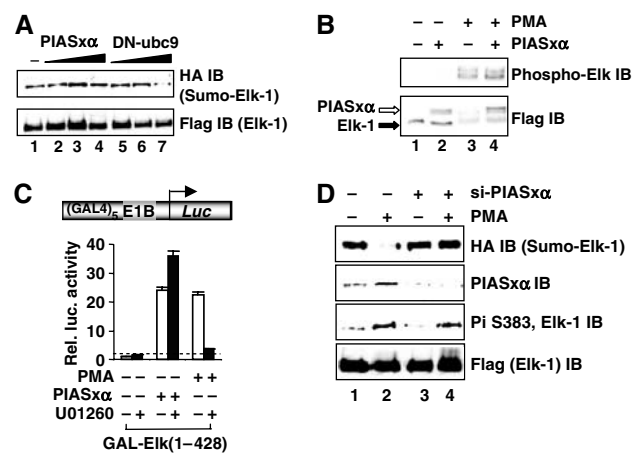 A
PIASxα DN-ubc9
–
HA IB
(Sumo-Elk-1)
Flag IB (Elk-1)
1 2 3 4 5 6 7
B
– – + + PMA
– + – + PIASxα
Phospho-Elk IB
PIASxα
Elk-1
Flag IB
1 2 3 4
C
(GAL4)5 E1B Luc
Rel. luc. activity
40
30
20
10
0
PMA – – – – + +
PIASxα – – + + – –
U01260 – + – + – +
GAL-Elk(1–428)
D
– – + + si-PIASxα
– + – + PMA
HA IB (Sumo-Elk-1)
PIASxα IB
Pi S383, Elk-1 IB
Flag (Elk-1) IB
1 2 3 4